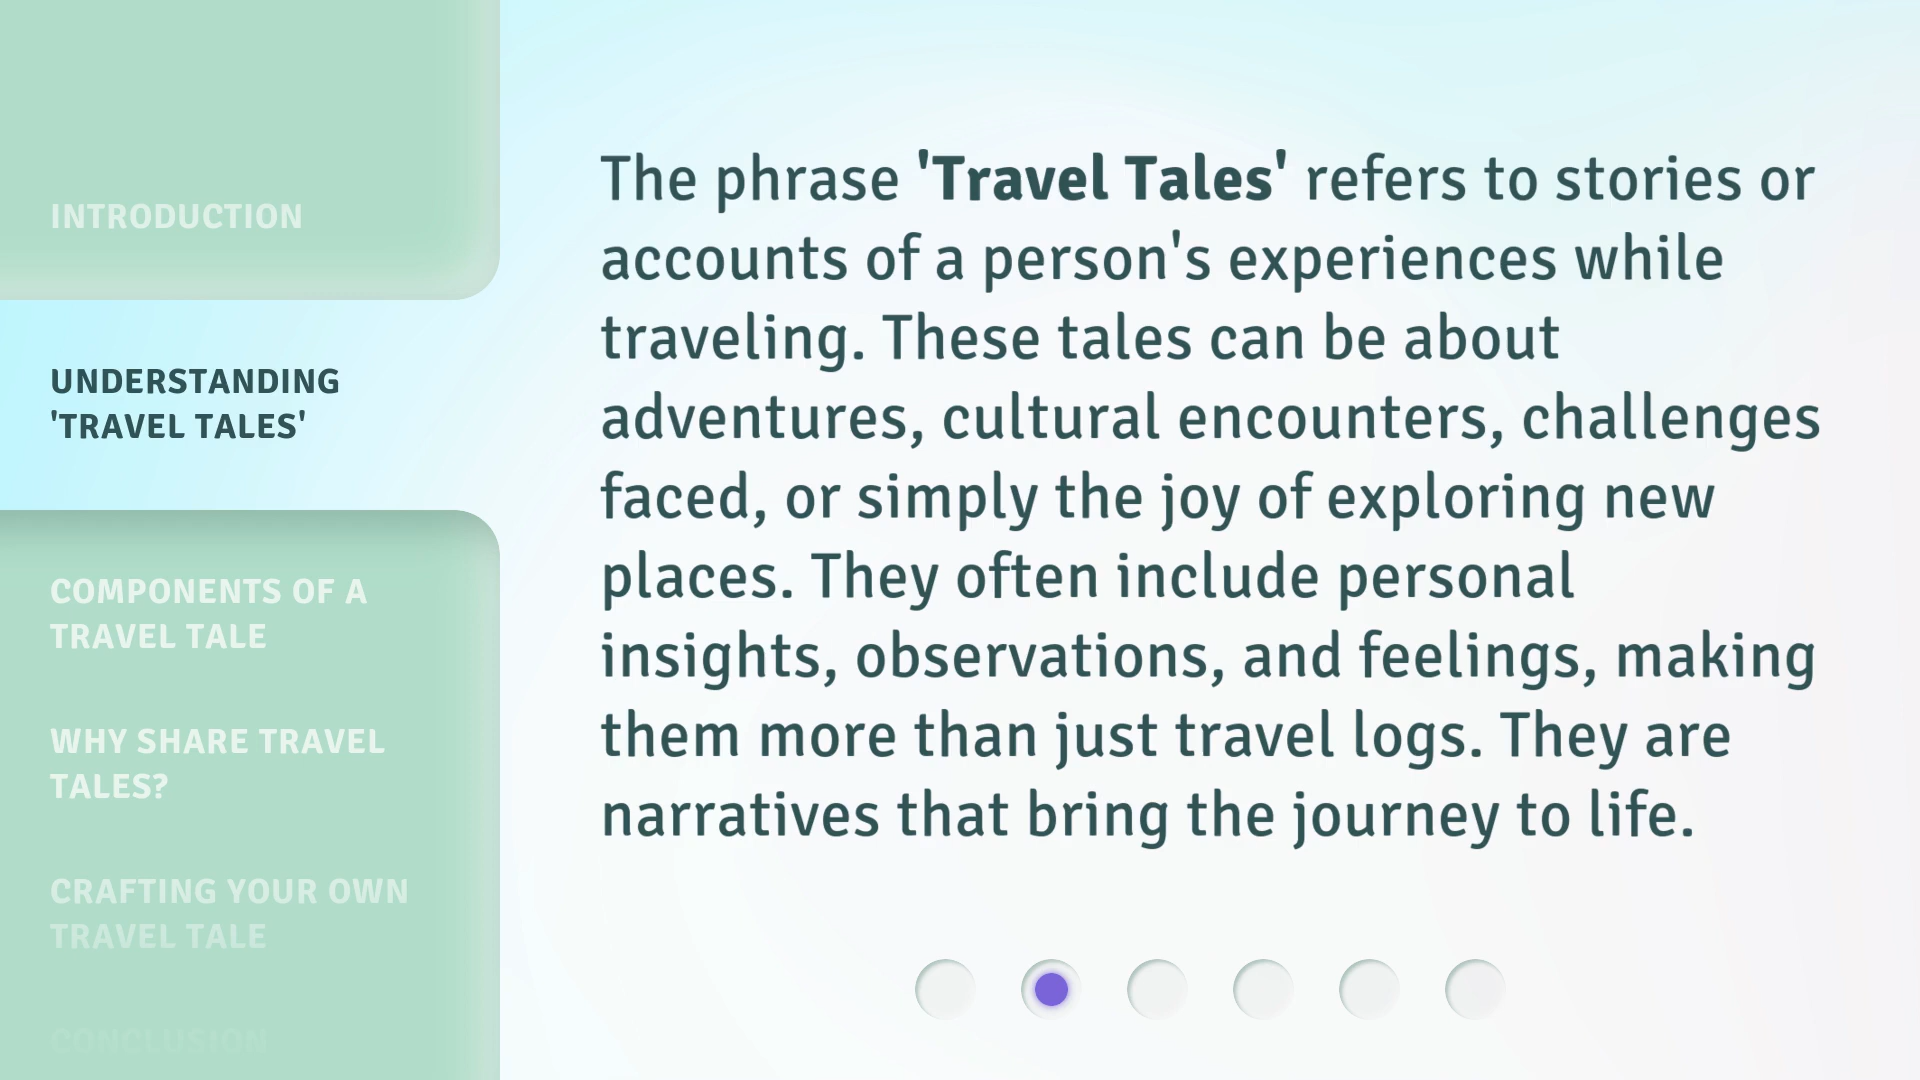 INTRODUCTION
UNDERSTANDING
'TRAVEL TALES'
COMPONENTS OF A
TRAVEL TALE
WHY SHARE TRAVEL
TALES?
CRAFTING YOUR OWN
TRAVEL TALE
CONCLUSION
The phrase 'Travel Tales' refers to stories or
accounts of a person's experiences while
traveling. These tales can be about
adventures, cultural encounters, challenges
faced, or simply the joy of exploring new
places. They often include personal
insights, observations, and feelings, making
them more than just travel logs. They are
narratives that bring the journey to life.